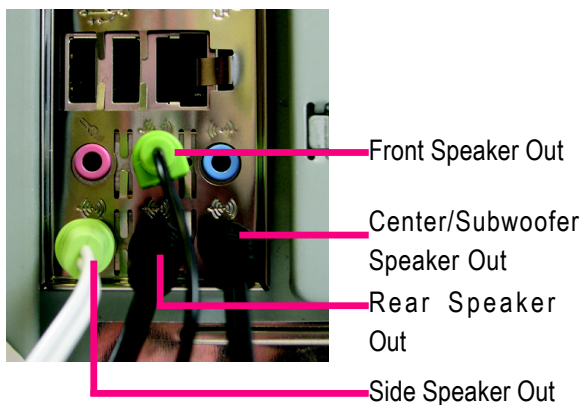 Front Speaker Out
Center/Subwoofer
Speaker Out
Rear Speaker
Out
Side Speaker Out